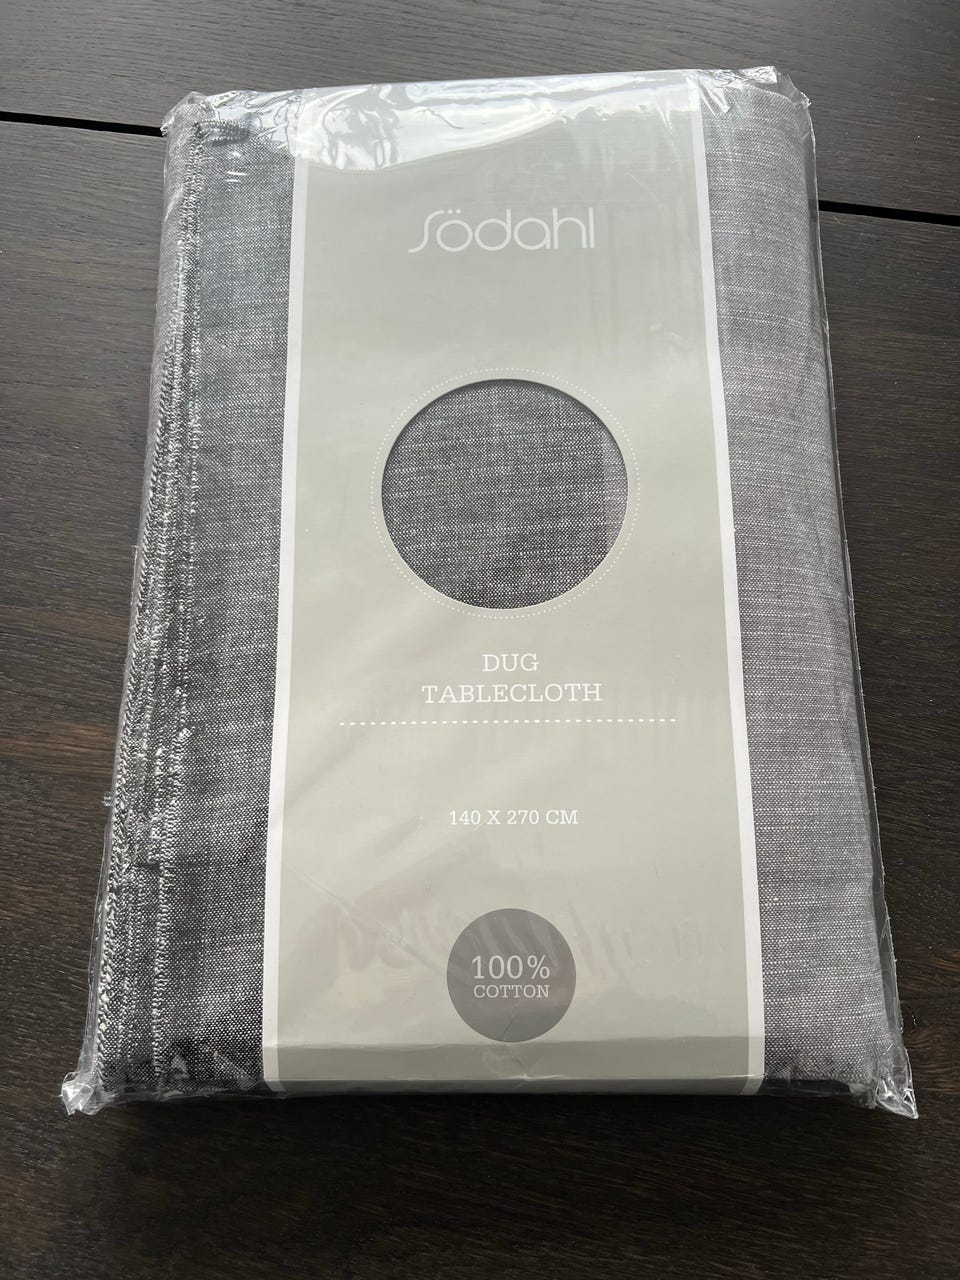 Södahl
DUG
TABLECLOTH
140 X 270 CM
100%
COTTON